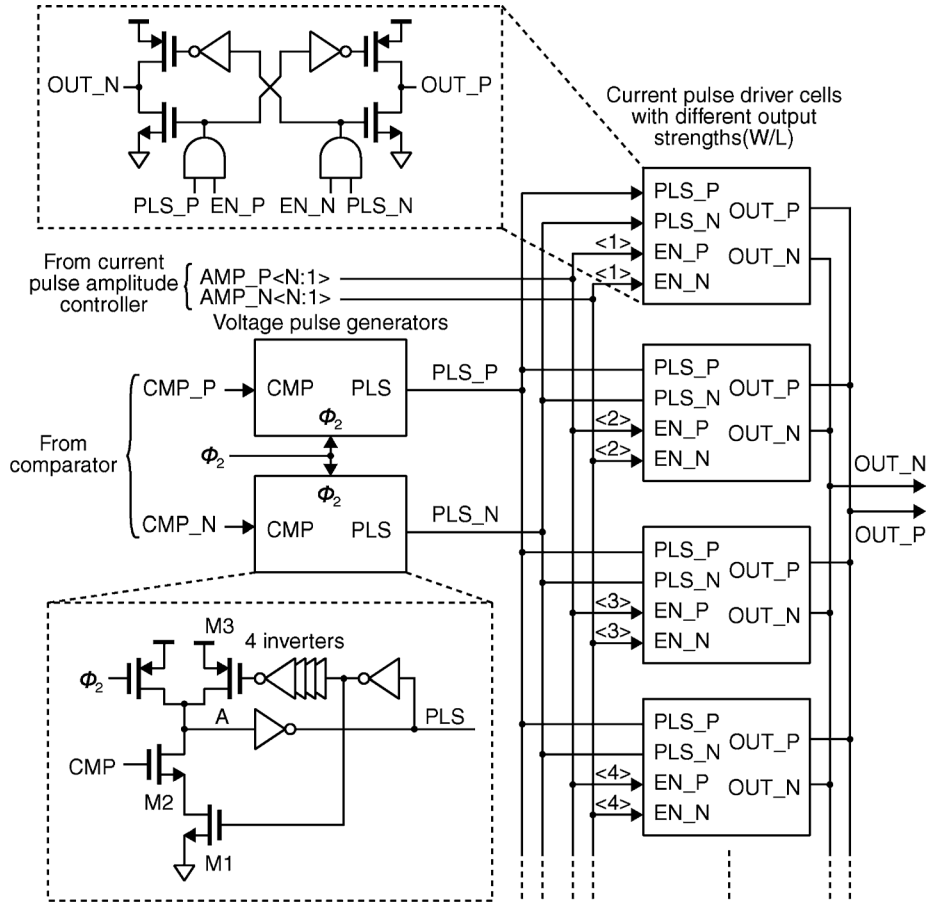 OUT_N
OUT_P
PLS_P EN_P EN_N PLS_N
Current pulse driver cells
with different output
strengths(W/L)
PLS_P
PLS_N
<1> EN_P
<1> EN_N
OUT_P
OUT_N
From current
pulse amplitude
controller
AMP_P<N:1>
AMP_N<N:1>
Voltage pulse generators
CMP_P
CMP PLS
Φ2
PLS_P
From
comparator
Φ2
Φ2
CMP_N
CMP PLS
PLS_N
PLS_P
PLS_N
<2> EN_P
<2> EN_N
OUT_P
OUT_N
OUT_N
OUT_P
PLS_P
PLS_N
<3> EN_P
<3> EN_N
OUT_P
OUT_N
PLS_P
PLS_N
<4> EN_P
<4> EN_N
OUT_P
OUT_N
M3
4 inverters
Φ2
A
PLS
CMP
M2
M1